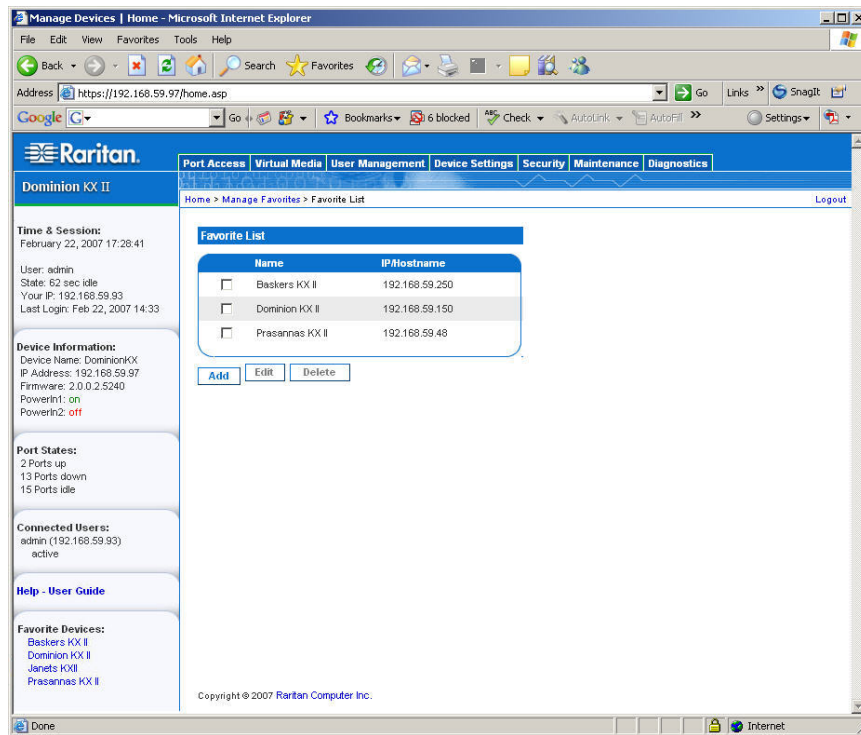 Manage Devices | Home - Microsoft Internet Explorer
File Edit View Favorites Tools Help
Back Search Favorites
Address https://192.168.59.97/home.asp Go Links » SnagIt
Google G Go Bookmarks 6 blocked ABC Check AutoLink AutoFill » Settings
Raritan.
Dominion KX II
Port Access Virtual Media User Management Device Settings Security Maintenance Diagnostics
Home > Manage Favorites > Favorite List Logout
Time & Session:
February 22, 2007 17:28:41
User: admin
State: 62 sec idle
Your IP: 192.168.59.93
Last Login: Feb 22, 2007 14:33
Device Information:
Device Name: DominionKX
IP Address: 192.168.59.97
Firmware: 2.0.0.2.5240
PowerIn1: on
PowerIn2: off
Port States:
2 Ports up
13 Ports down
15 Ports idle
Connected Users:
admin (192.168.59.93)
active
Help - User Guide
Favorite Devices:
Baskers KX II
Dominion KX II
Janets KXII
Prasannas KX II
Favorite List
Name IP/Hostname
Baskers KX II 192.168.59.250
Dominion KX II 192.168.59.150
Prasannas KX II 192.168.59.48
Add Edit Delete
Copyright © 2007 Raritan Computer Inc.
Done Internet